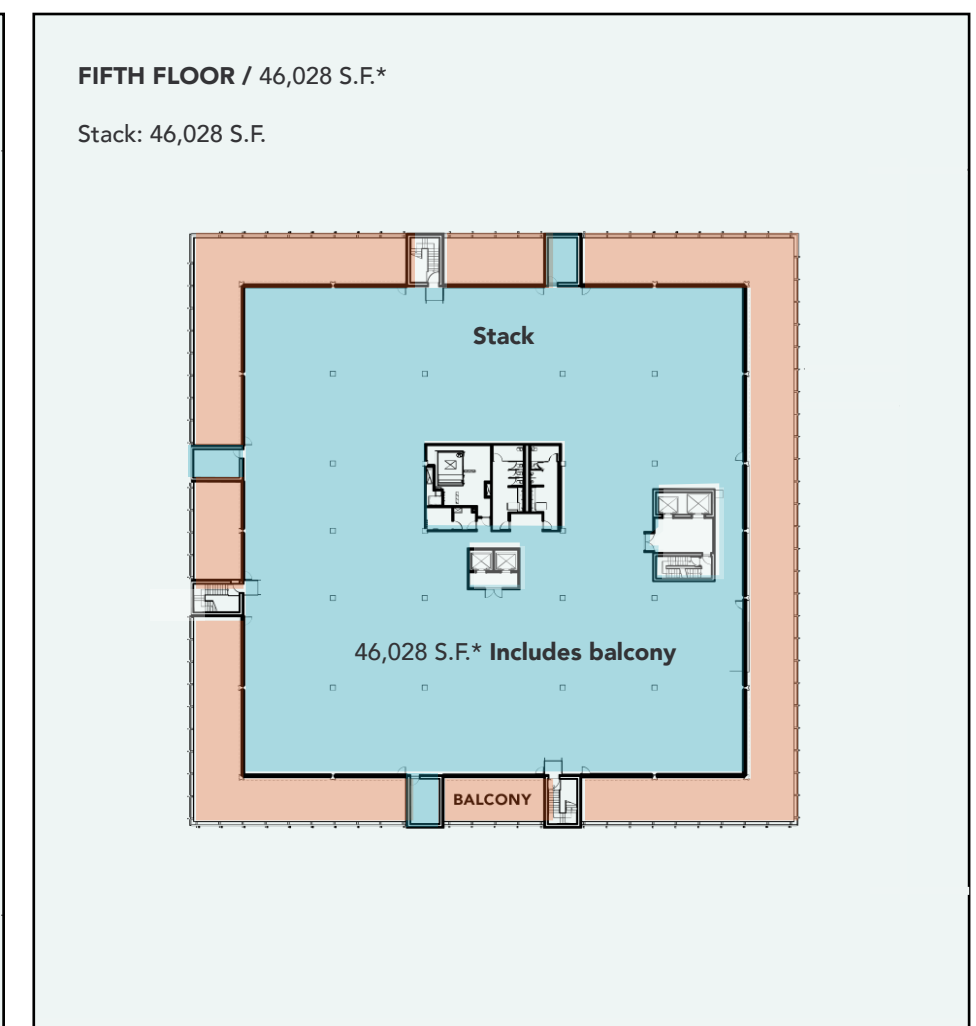 FIFTH FLOOR / 46,028 S.F.*
Stack: 46,028 S.F.
Stack
46,028 S.F.* Includes balcony
BALCONY